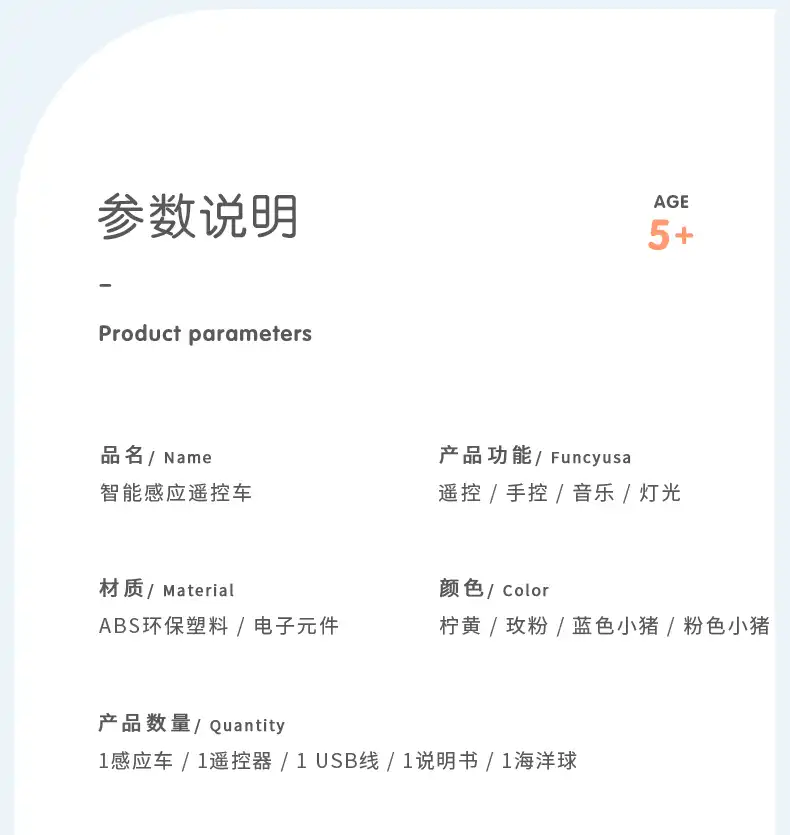 参数说明
AGE
5+
–
Product parameters
品名/ Name
智能感应遥控车
产品功能/ Funcyusa
遥控 / 手控 / 音乐 / 灯光
材质/ Material
ABS环保塑料 / 电子元件
颜色/ Color
柠黄 / 玫粉 / 蓝色小猪 / 粉色小猪
产品数量/ Quantity
1感应车 / 1遥控器 / 1 USB线 / 1说明书 / 1海洋球